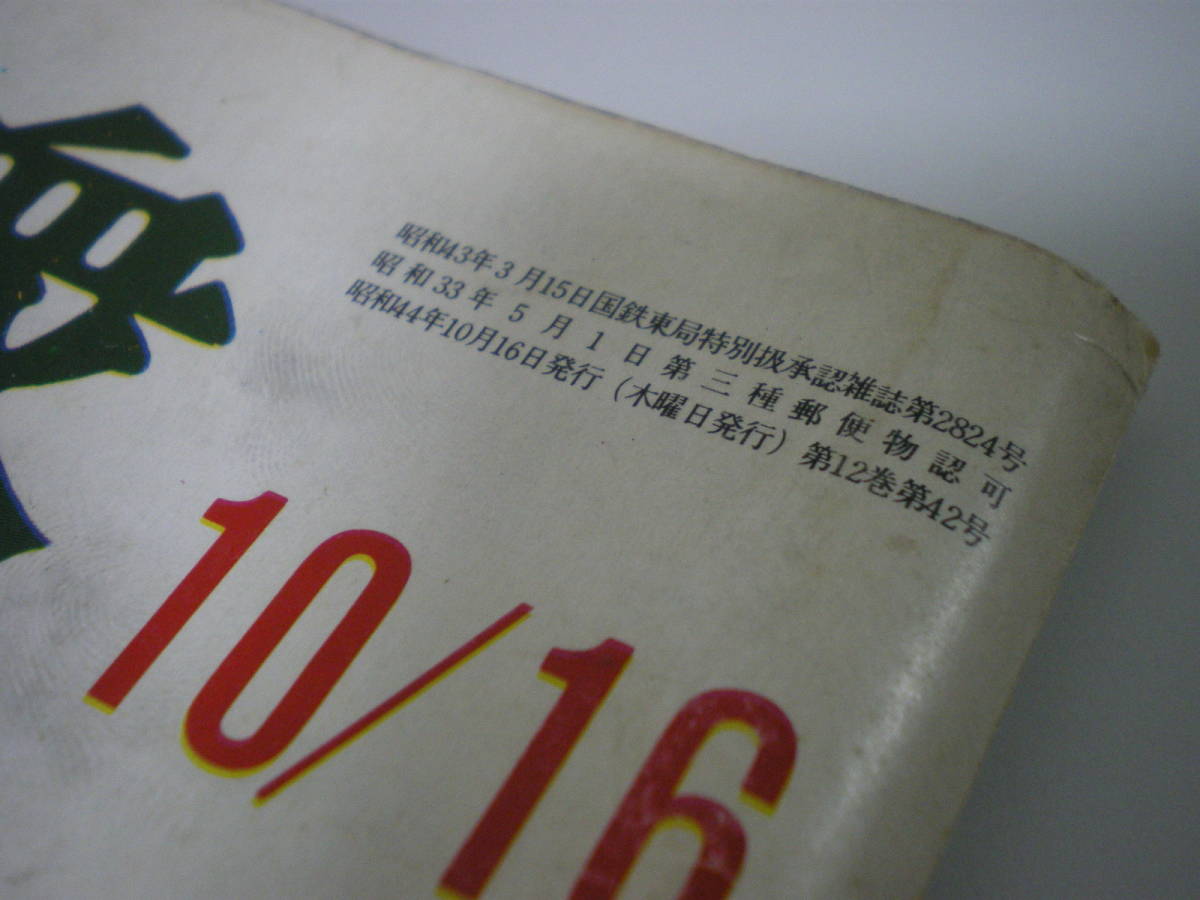 昭和43年3月15日国鉄東局特別扱承認雑誌第2824号
昭和33年5月1日第三種郵便物認可
昭和44年10月16日発行（木曜日発行）第12巻第42号
10/16